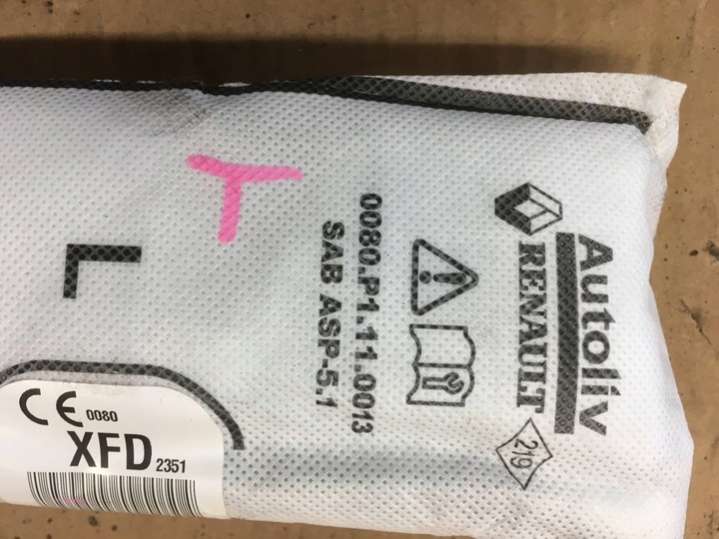 Autoliv
RENAULT
219
0080.P1.11.0013
SAB ASP-5.1
L
CE 0080
XFD 2351